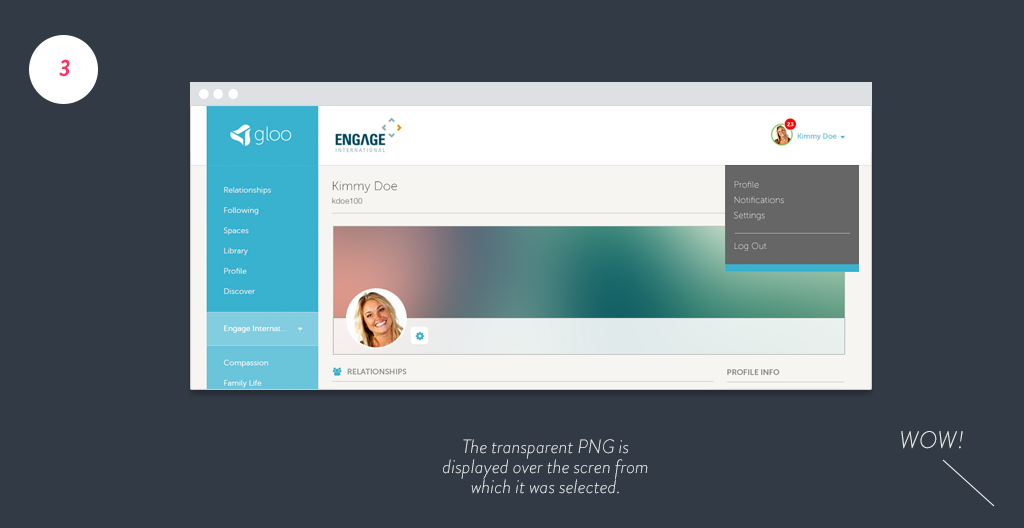 3
gloo
ENGAGE
INTERNATIONAL
23
Kimmy Doe
Relationships
Following
Spaces
Library
Profile
Discover
Engage Internat...
Compassion
Family Life
Kimmy Doe
kdoe100
Profile
Notifications
Settings
Log Out
RELATIONSHIPS
PROFILE INFO
The transparent PNG is
displayed over the scren from
which it was selected.
WOW!